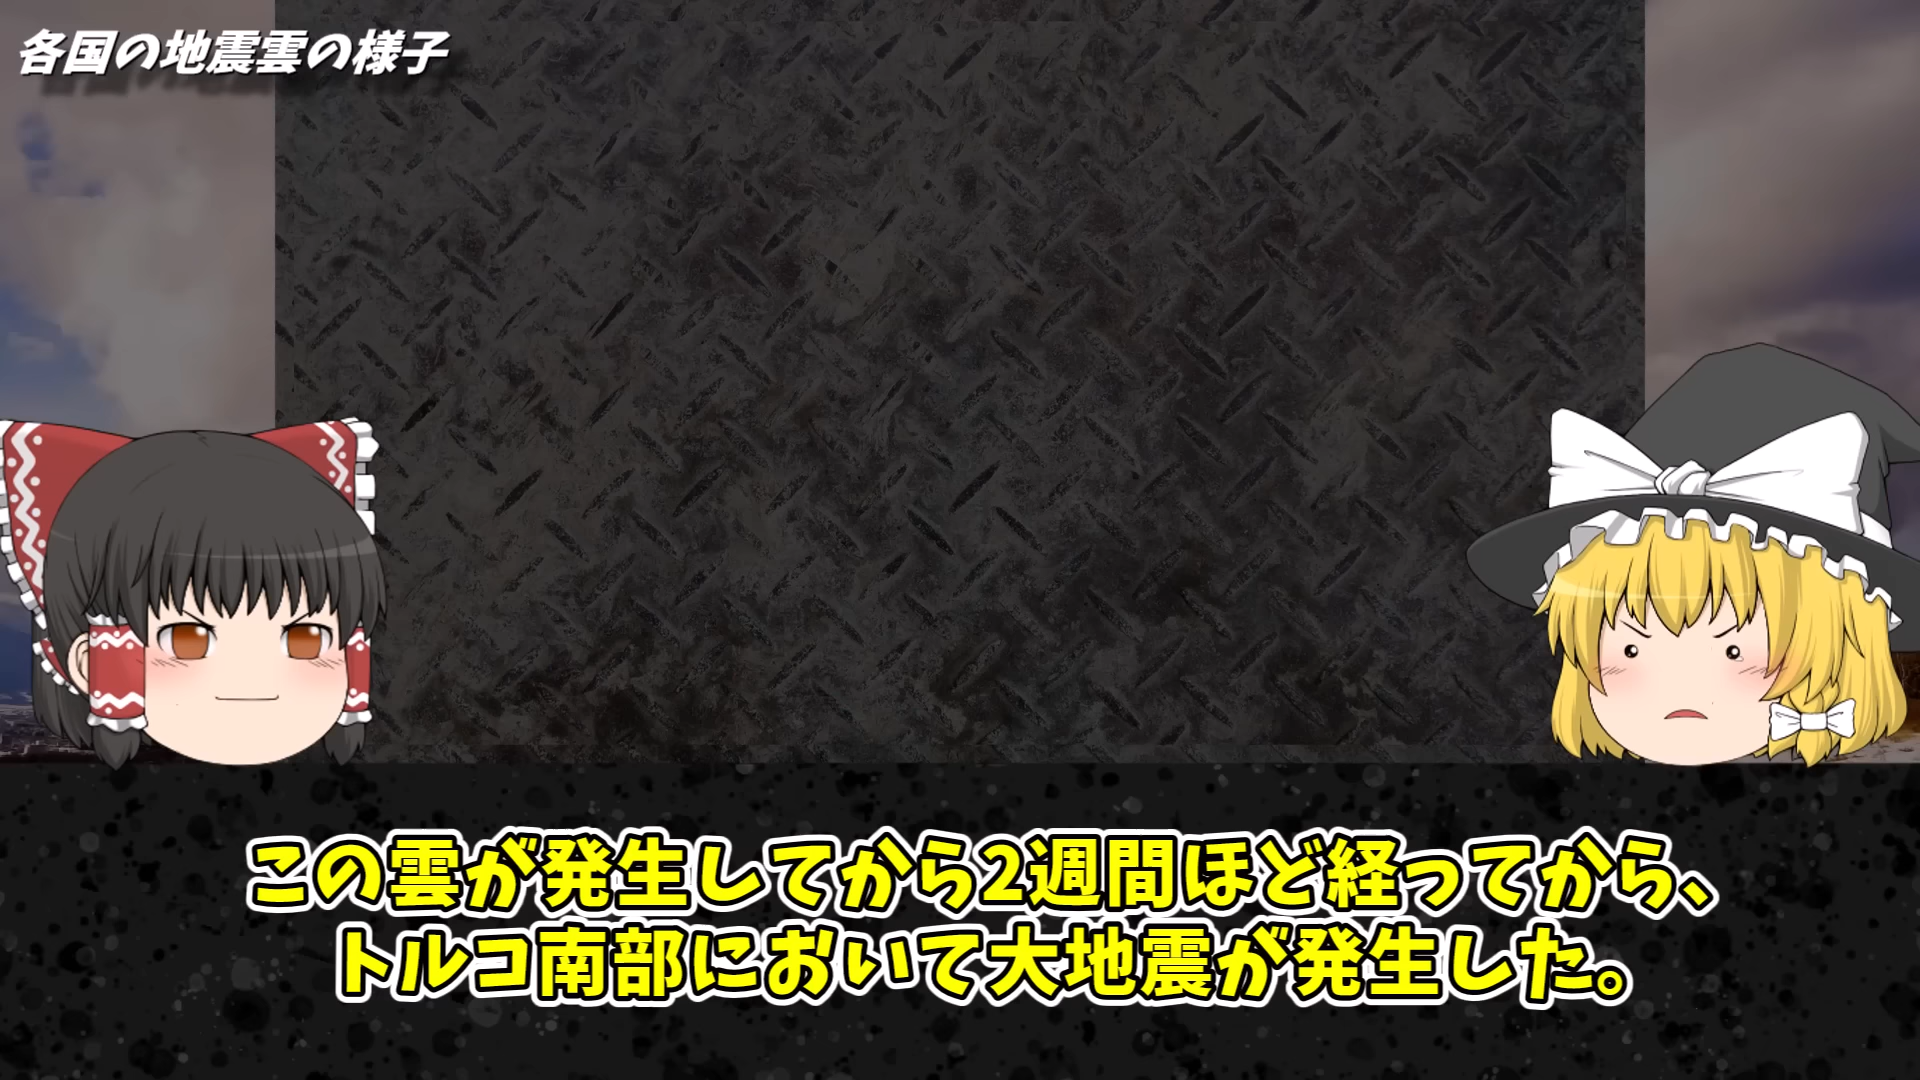 各国の地震雲の様子
この雲が発生してから2週間ほど経ってから、
トルコ南部において大地震が発生した。